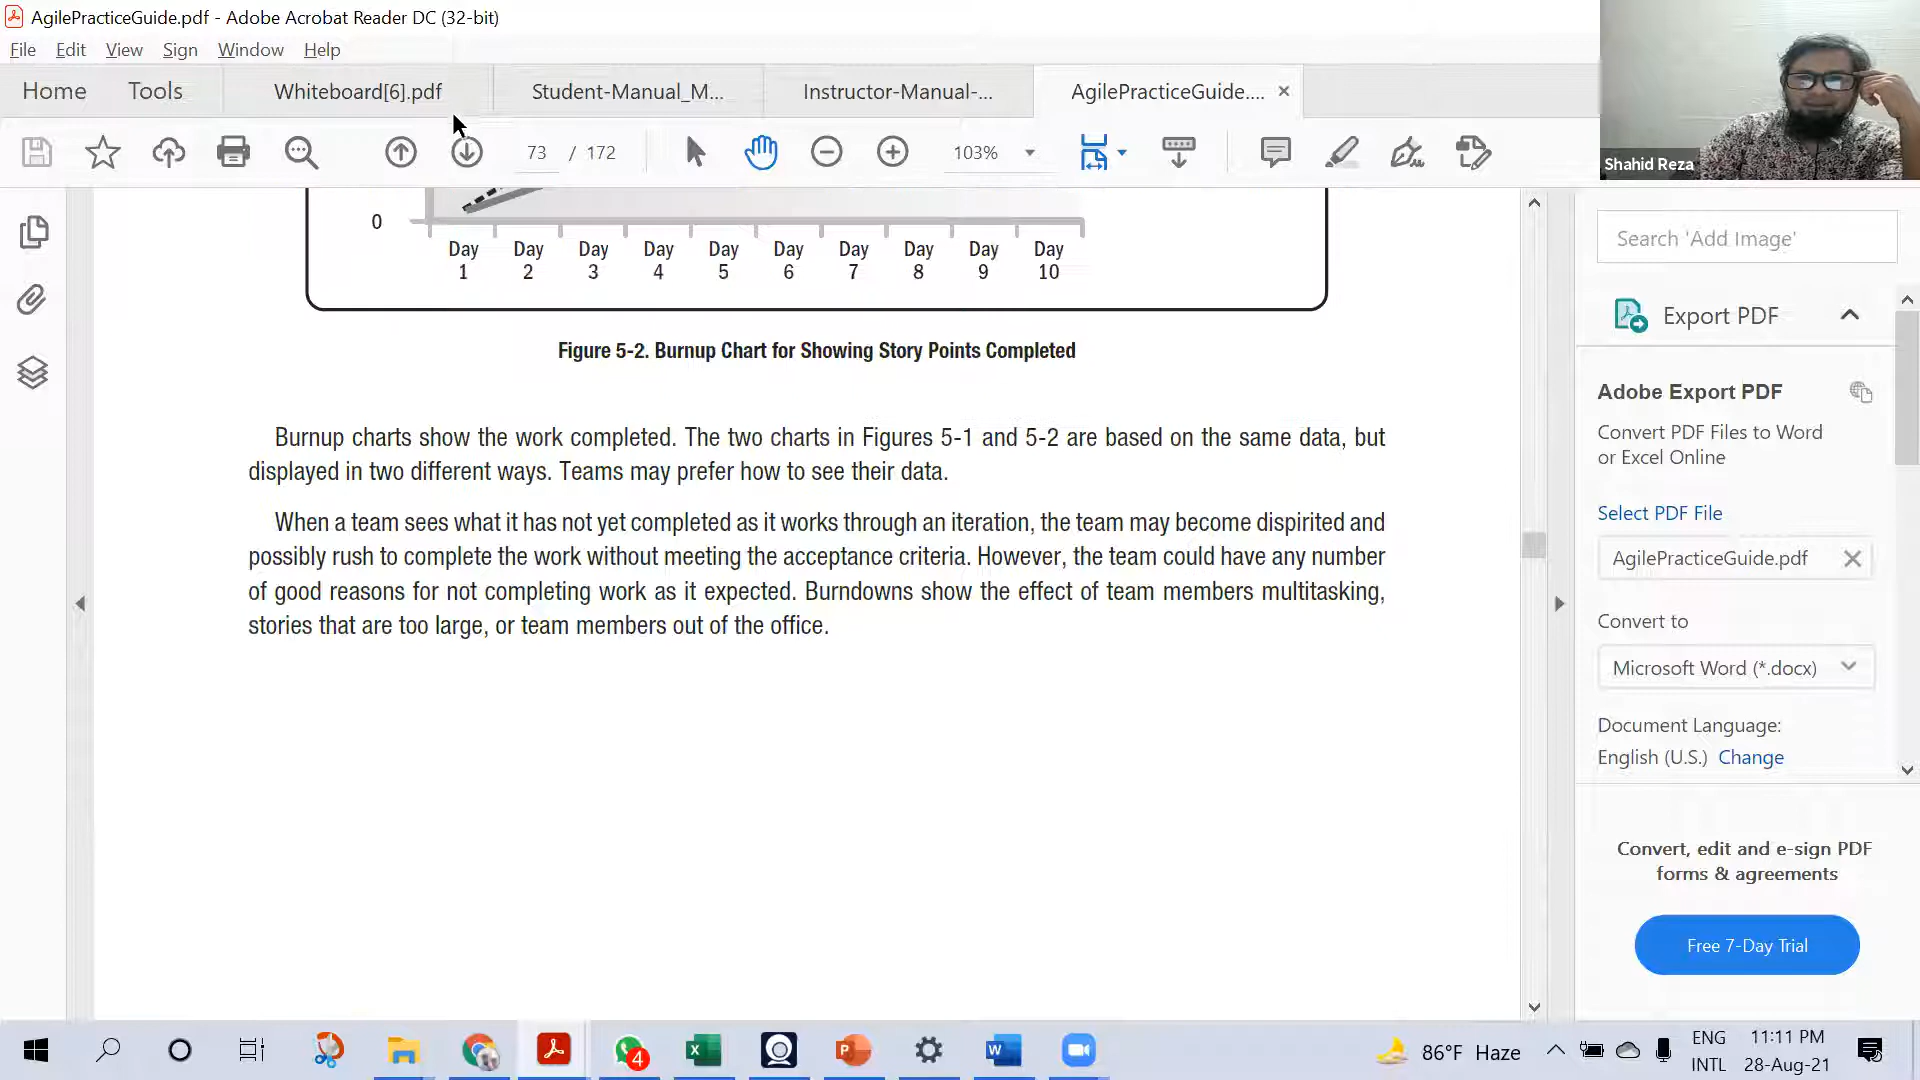 AgilePracticeGuide.pdf - Adobe Acrobat Reader DC (32-bit)
File Edit View Sign Window Help
Home Tools Whiteboard[6].pdf Student-Manual_M... Instructor-Manual-... AgilePracticeGuide....
73 / 172 103%
Shahid Reza
0
Day Day Day Day Day Day Day Day Day Day
1 2 3 4 5 6 7 8 9 10
Figure 5-2. Burnup Chart for Showing Story Points Completed
Burnup charts show the work completed. The two charts in Figures 5-1 and 5-2 are based on the same data, but
displayed in two different ways. Teams may prefer how to see their data.
When a team sees what it has not yet completed as it works through an iteration, the team may become dispirited and
possibly rush to complete the work without meeting the acceptance criteria. However, the team could have any number
of good reasons for not completing work as it expected. Burndowns show the effect of team members multitasking,
stories that are too large, or team members out of the office.
Search 'Add Image'
Export PDF
Adobe Export PDF
Convert PDF Files to Word
or Excel Online
Select PDF File
AgilePracticeGuide.pdf
Convert to
Microsoft Word (*.docx)
Document Language:
English (U.S.) Change
Convert, edit and e-sign PDF
forms & agreements
Free 7-Day Trial
4
86°F Haze
ENG
INTL
11:11 PM
28-Aug-21